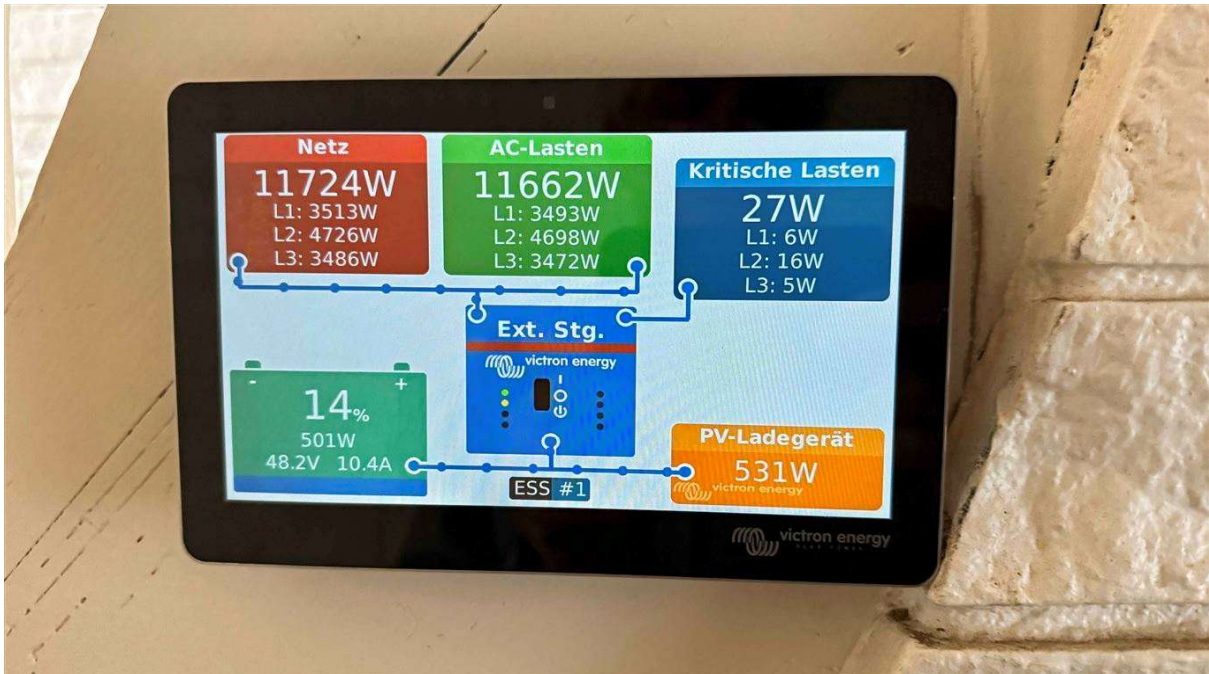 Netz
11724W
L1: 3513W
L2: 4726W
L3: 3486W
AC-Lasten
11662W
L1: 3493W
L2: 4698W
L3: 3472W
Kritische Lasten
27W
L1: 6W
L2: 16W
L3: 5W
Ext. Stg.
victron energy
- +
14%
501W
48.2V 10.4A
PV-Ladegerät
531W
victron energy
ESS #1
victron energy